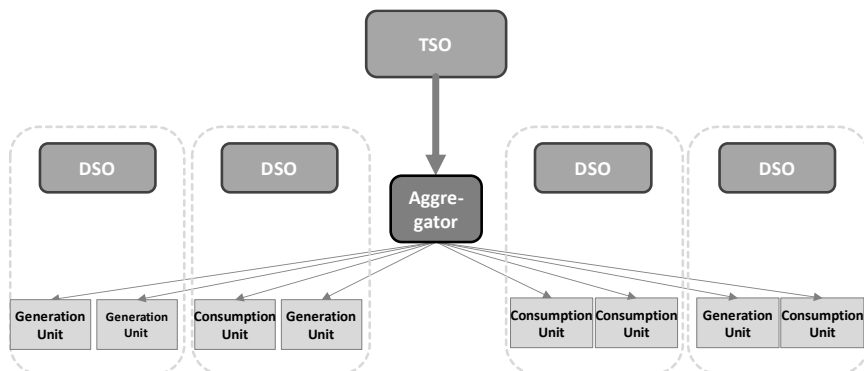 TSO
DSO
DSO
DSO
DSO
Aggre-
gator
Generation
Unit
Generation
Unit
Consumption
Unit
Generation
Unit
Consumption
Unit
Consumption
Unit
Generation
Unit
Consumption
Unit